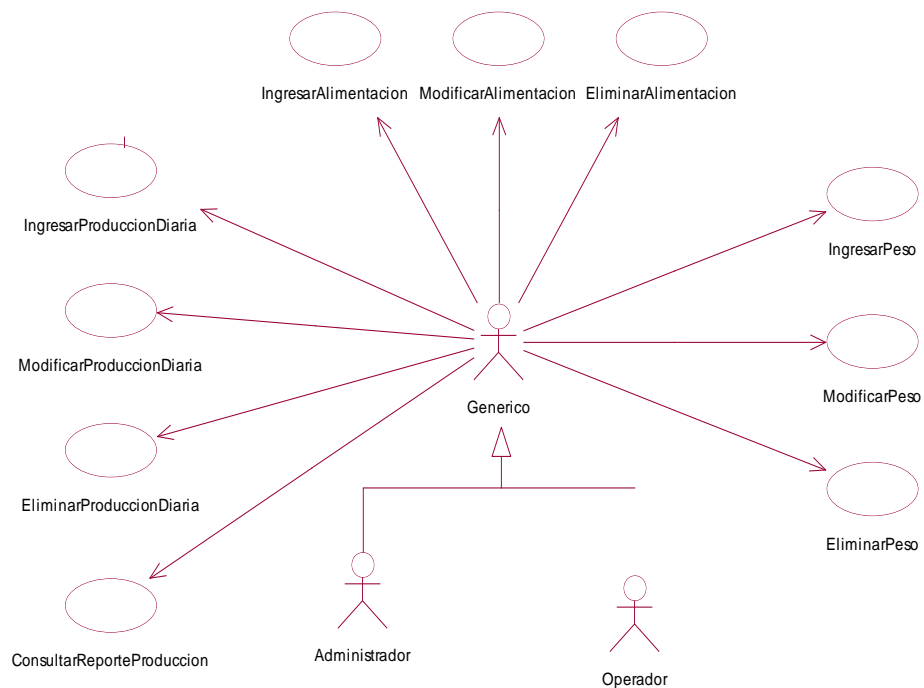 IngresarAlimentacion ModificarAlimentacion EliminarAlimentacion
IngresarProduccionDiaria
IngresarPeso
ModificarProduccionDiaria
ModificarPeso
Generico
EliminarProduccionDiaria
EliminarPeso
Administrador
ConsultarReporteProduccion
Operador